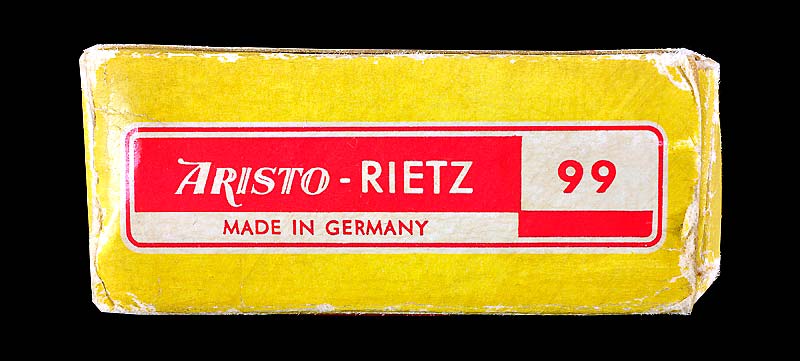 ARISTO - RIETZ 99
MADE IN GERMANY